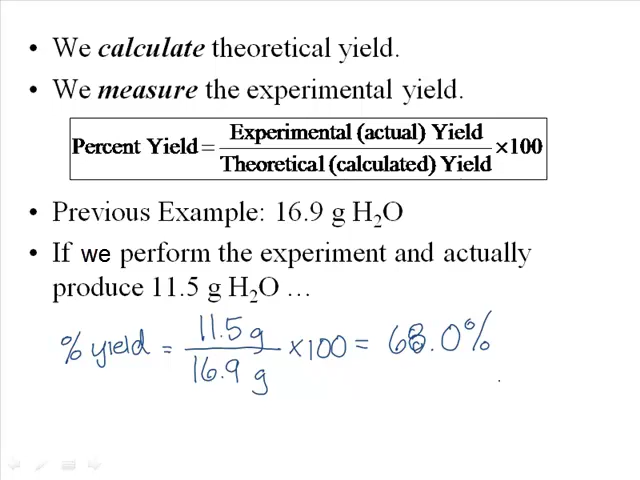 • We calculate theoretical yield.
• We measure the experimental yield.
Percent Yield = Experimental (actual) Yield / Theoretical (calculated) Yield ×100
• Previous Example: 16.9 g H₂O
• If we perform the experiment and actually
produce 11.5 g H₂O …
% yield = 11.5 g / 16.9 g ×100 = 68.0%